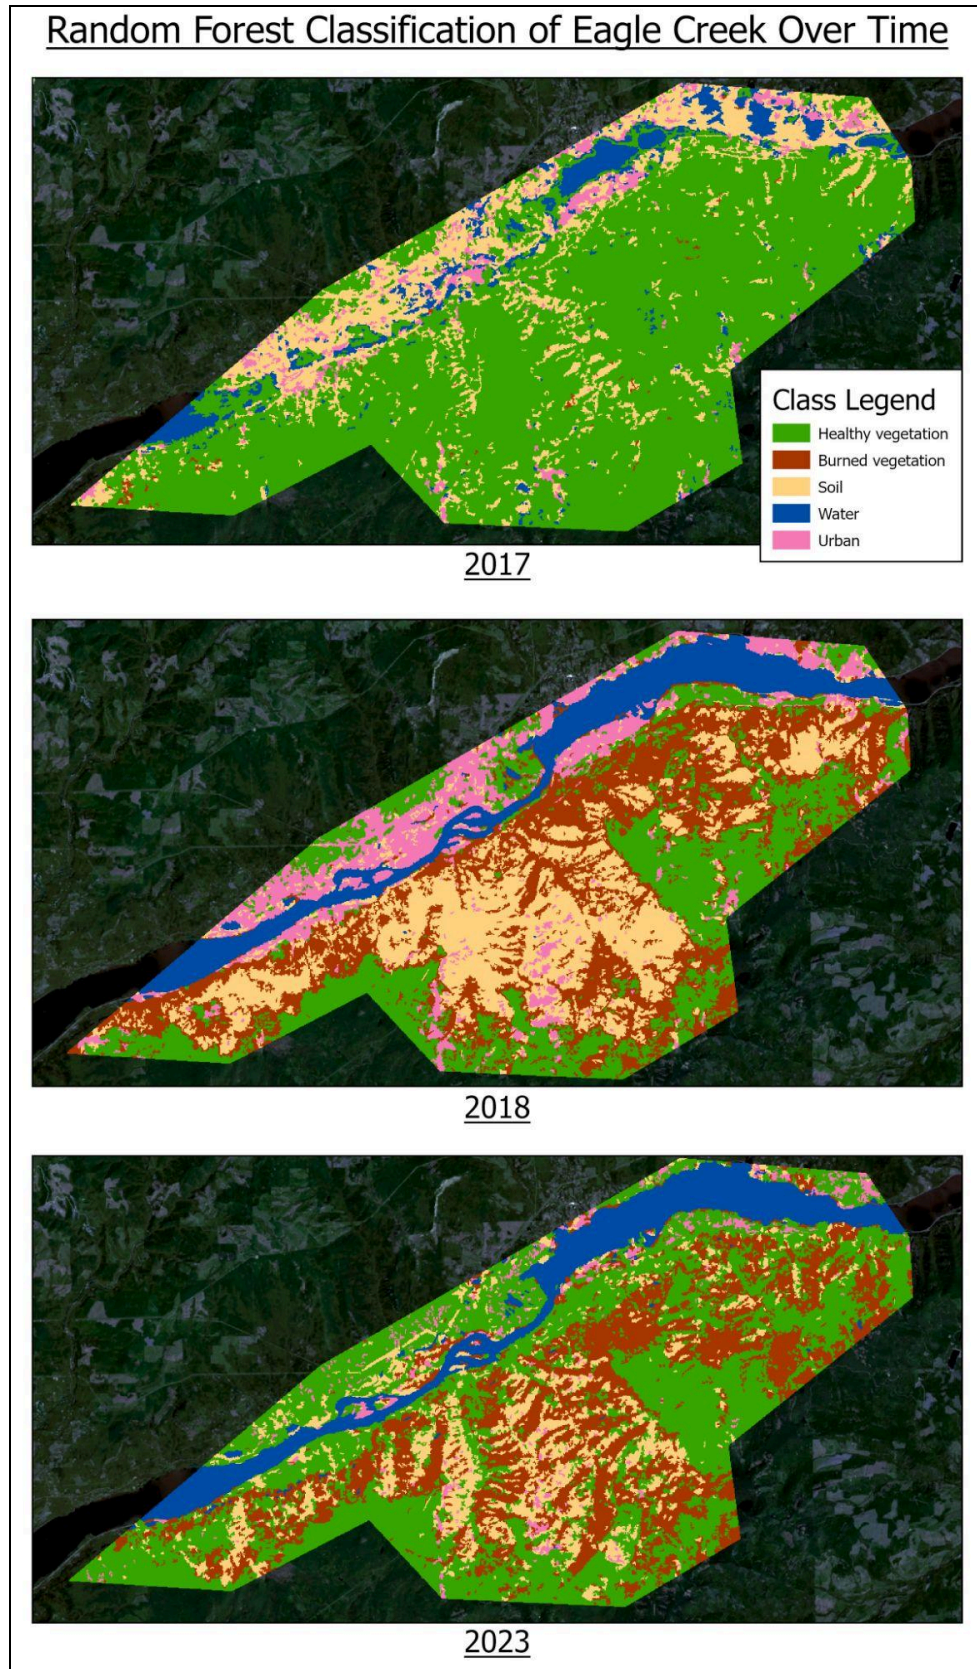 Random Forest Classification of Eagle Creek Over Time
Class Legend
Healthy vegetation
Burned vegetation
Soil
Water
Urban
2017
2018
2023